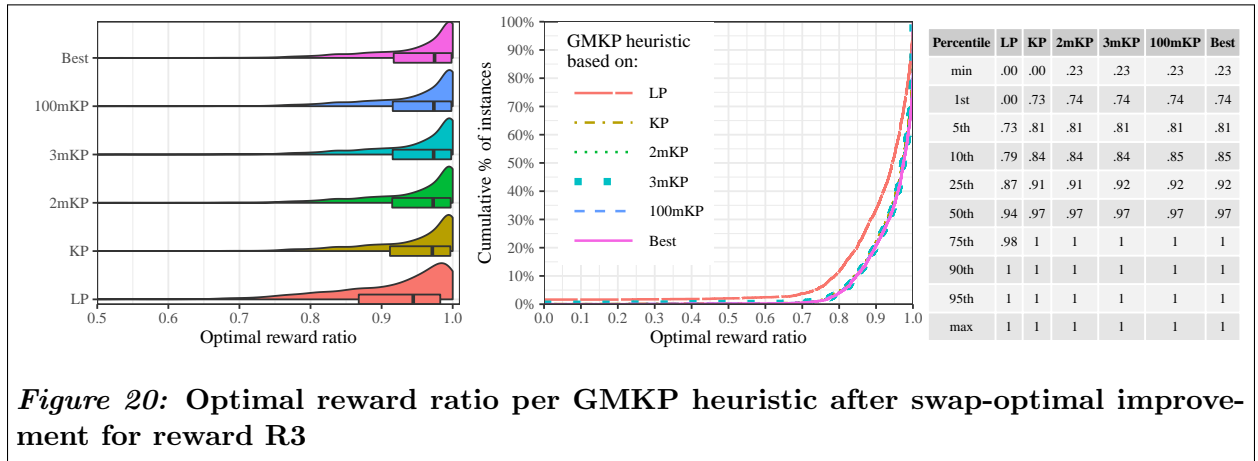 Best
100mKP
3mKP
2mKP
KP
LP
0.5 0.6 0.7 0.8 0.9 1.0
Optimal reward ratio
Cumulative % of instances
100%
90%
80%
70%
60%
50%
40%
30%
20%
10%
0%
GMKP heuristic
based on:
LP
KP
2mKP
3mKP
100mKP
Best
0.0 0.1 0.2 0.3 0.4 0.5 0.6 0.7 0.8 0.9 1.0
Optimal reward ratio
Percentile LP KP 2mKP 3mKP 100mKP Best
min .00 .00 .23 .23 .23 .23
1st .00 .73 .74 .74 .74 .74
5th .73 .81 .81 .81 .81 .81
10th .79 .84 .84 .84 .85 .85
25th .87 .91 .91 .92 .92 .92
50th .94 .97 .97 .97 .97 .97
75th .98 1 1 1 1 1
90th 1 1 1 1 1 1
95th 1 1 1 1 1 1
max 1 1 1 1 1 1
Figure 20: Optimal reward ratio per GMKP heuristic after swap-optimal improve-
ment for reward R3